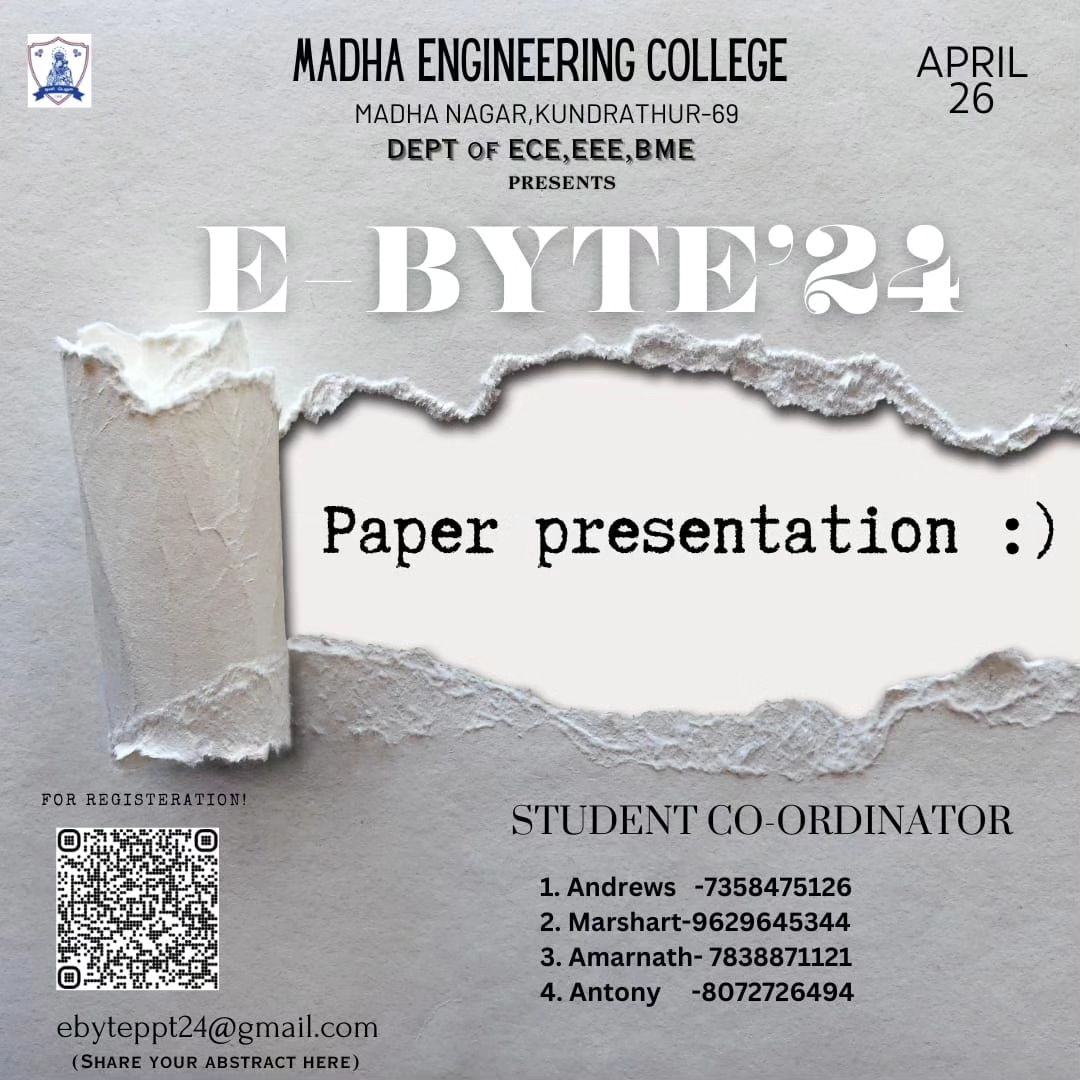 MADHA ENGINEERING COLLEGE
APRIL
26
MADHA NAGAR,KUNDRATHUR-69
DEPT OF ECE,EEE,BME
PRESENTS
E-BYTE'24
Paper presentation :)
FOR REGISTERATION!
STUDENT CO-ORDINATOR
1. Andrews -7358475126
2. Marshart-9629645344
3. Amarnath- 7838871121
4. Antony -8072726494
ebyteppt24@gmail.com
(SHARE YOUR ABSTRACT HERE)